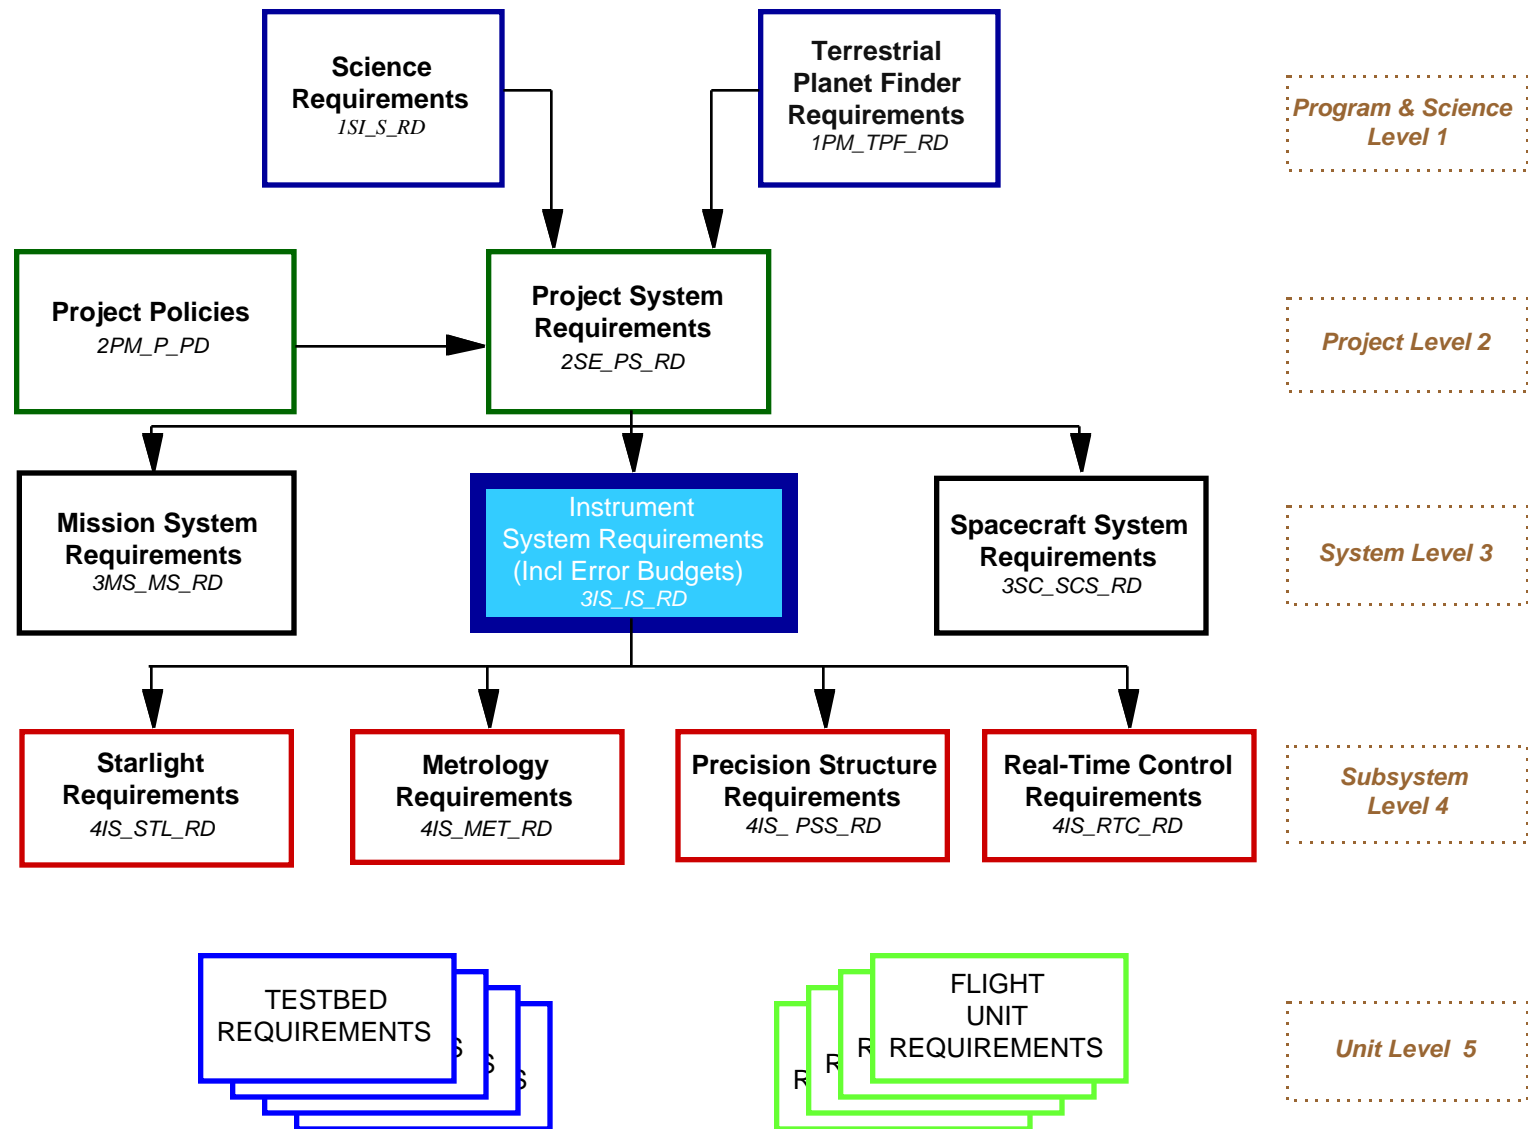 Science
Requirements
1SI_S_RD
Terrestrial
Planet Finder
Requirements
1PM_TPF_RD
Program & Science
Level 1
Project Policies
2PM_P_PD
Project System
Requirements
2SE_PS_RD
Project Level 2
Mission System
Requirements
3MS_MS_RD
Instrument
System Requirements
(Incl Error Budgets)
3IS_IS_RD
Spacecraft System
Requirements
3SC_SCS_RD
System Level 3
Starlight
Requirements
4IS_STL_RD
Metrology
Requirements
4IS_MET_RD
Precision Structure
Requirements
4IS_ PSS_RD
Real-Time Control
Requirements
4IS_RTC_RD
Subsystem
Level 4
TESTBED
REQUIREMENTS
S
S
S
FLIGHT
UNIT
REQUIREMENTS
R
R
R
Unit Level  5